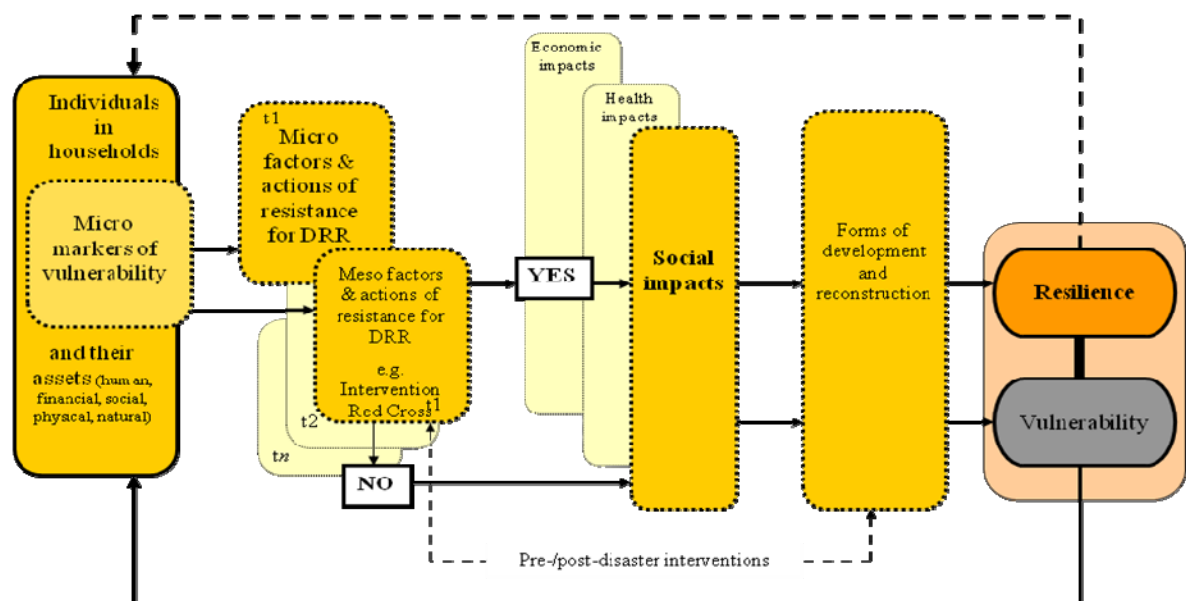 Individuals
in
households
Micro
markers of
vulnerability
and their
assets (human,
financial, social,
physical, natural)
t1
Micro
factors &
actions of
resistance
for DRR
Meso factors
& actions of
resistance for
DRR
e.g.
Intervention
Red Cross
t1
t2
tn
YES
NO
Economic
impacts
Health
impacts
Social
impacts
Forms of
development
and
reconstruction
Resilience
Vulnerability
Pre-/post-disaster interventions